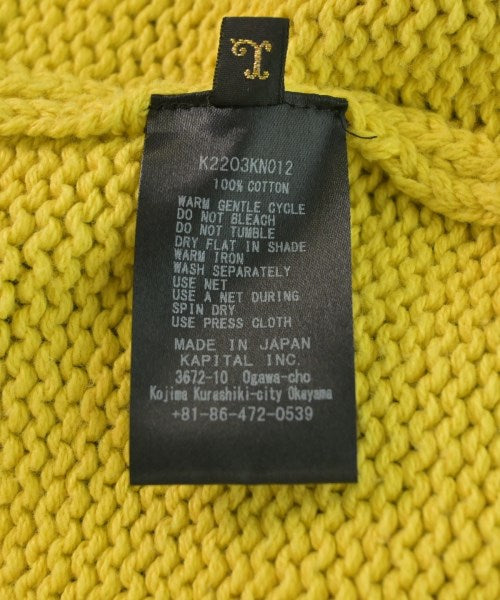 T
K2203KN012
100% COTTON
WARM GENTLE CYCLE
DO NOT BLEACH
DO NOT TUMBLE
DRY FLAT IN SHADE
WARM IRON
WASH SEPARATELY
USE NET
USE A NET DURING
SPIN DRY
USE PRESS CLOTH
MADE IN JAPAN
KAPITAL INC.
3672-10 Ogawa-cho
Kojima Kurashiki-city Okayama
+81-86-472-0539